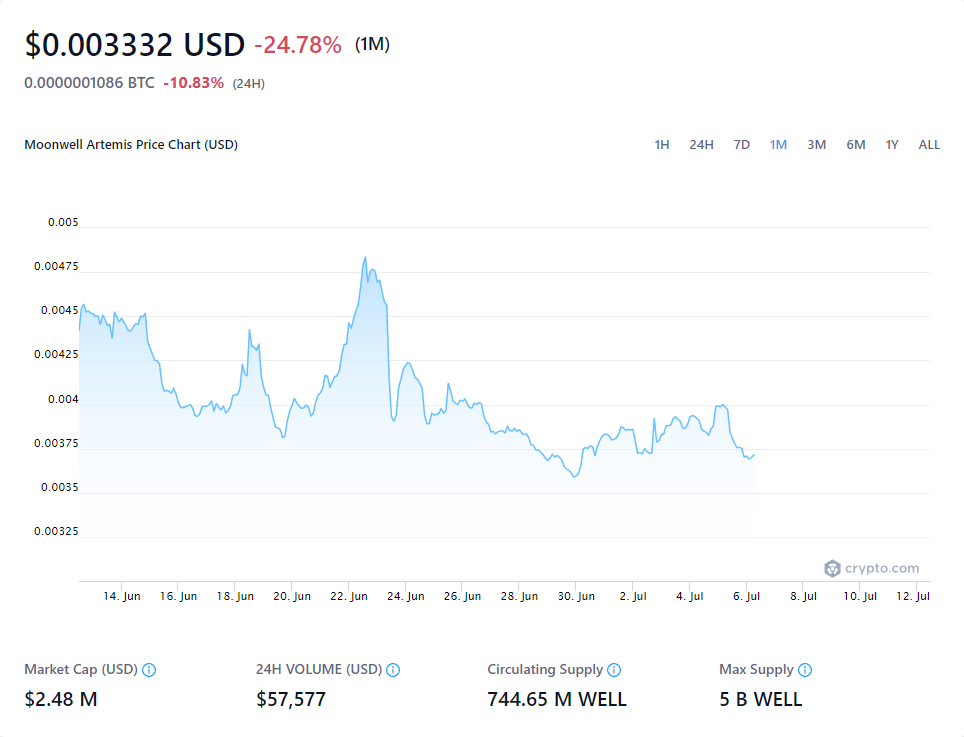 $0.003332 USD -24.78% (1M)
0.0000001086 BTC -10.83% (24H)
Moonwell Artemis Price Chart (USD) 1H 24H 7D 1M 3M 6M 1Y ALL
0.005
0.00475
0.0045
0.00425
0.004
0.00375
0.0035
0.00325
crypto.com
14. Jun 16. Jun 18. Jun 20. Jun 22. Jun 24. Jun 26. Jun 28. Jun 30. Jun 2. Jul 4. Jul 6. Jul 8. Jul 10. Jul 12. Jul
Market Cap (USD) 24H VOLUME (USD) Circulating Supply Max Supply
$2.48 M $57,577 744.65 M WELL 5 B WELL